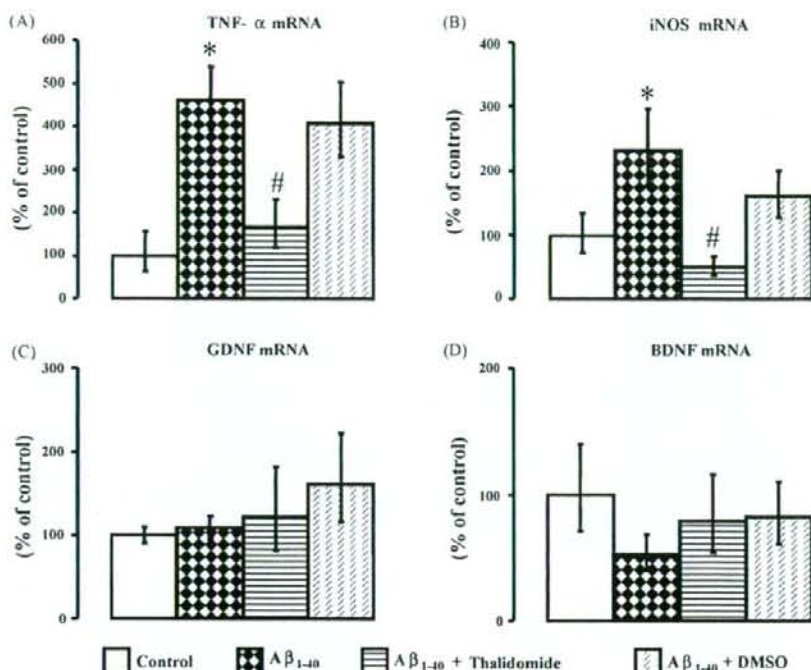 (A) TNF- α mRNA
(% of control)
600
500
400
300
200
100
0
*
#
(B) iNOS mRNA
(% of control)
400
300
200
100
0
*
#
(C) GDNF mRNA
(% of control)
300
200
100
0
(D) BDNF mRNA
(% of control)
200
100
0
Control Aβ1-40 Aβ1-40 + Thalidomide Aβ1-40 + DMSO